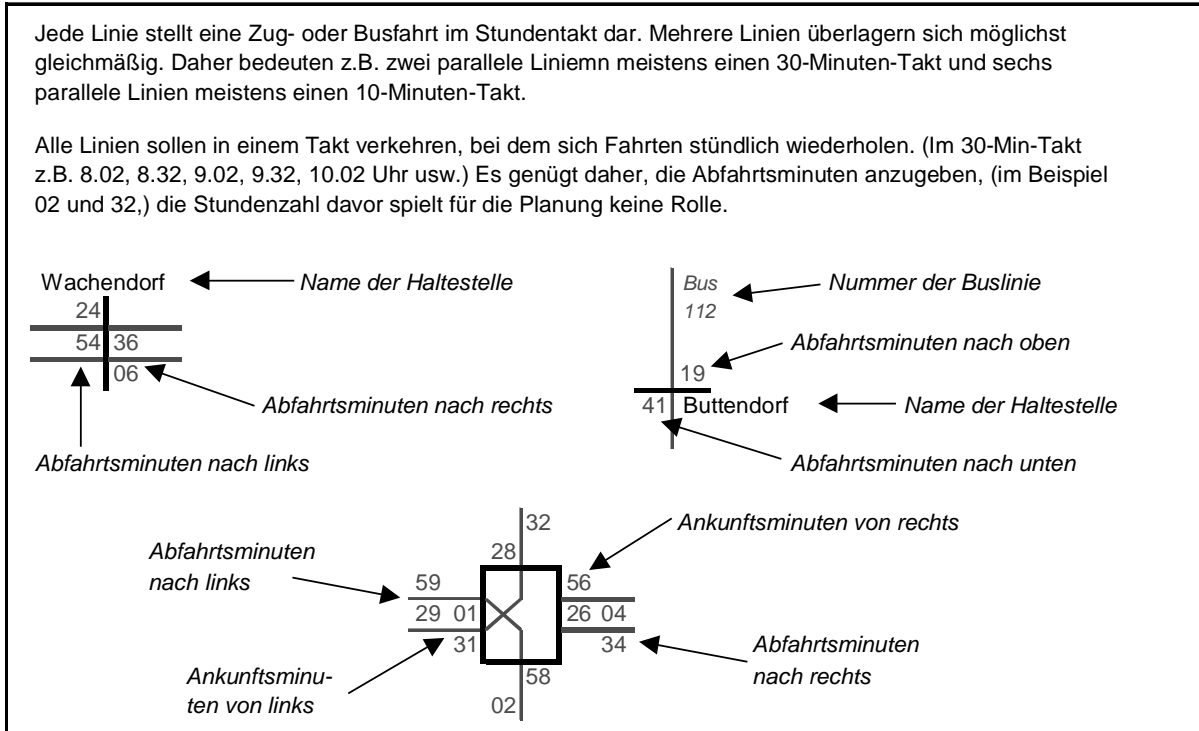 Jede Linie stellt eine Zug- oder Busfahrt im Stundentakt dar. Mehrere Linien überlagern sich möglichst
gleichmäßig. Daher bedeuten z.B. zwei parallele Liniemn meistens einen 30-Minuten-Takt und sechs
parallele Linien meistens einen 10-Minuten-Takt.
Alle Linien sollen in einem Takt verkehren, bei dem sich Fahrten stündlich wiederholen. (Im 30-Min-Takt
z.B. 8.02, 8.32, 9.02, 9.32, 10.02 Uhr usw.) Es genügt daher, die Abfahrtsminuten anzugeben, (im Beispiel
02 und 32,) die Stundenzahl davor spielt für die Planung keine Rolle.
Wachendorf
Name der Haltestelle
24
54 36
06
Abfahrtsminuten nach rechts
Abfahrtsminuten nach links
Bus
112
Nummer der Buslinie
Abfahrtsminuten nach oben
19
41 Buttendorf
Name der Haltestelle
Abfahrtsminuten nach unten
32
28
Ankunftsminuten von rechts
Abfahrtsminuten
nach links
59
56
29 01
26 04
31
34
Abfahrtsminuten
nach rechts
Ankunftsminu-
ten von links
58
02